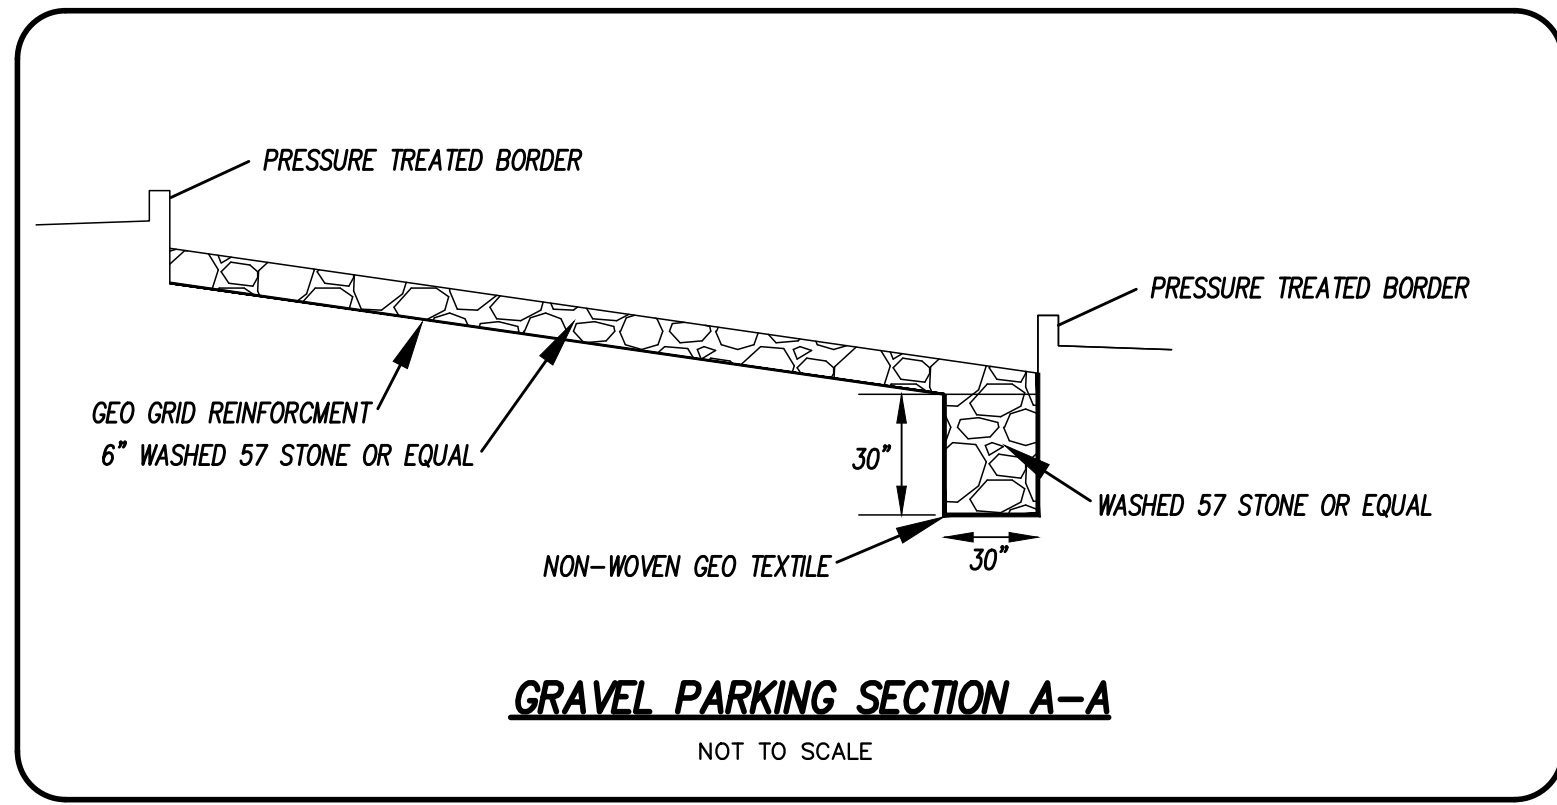 PRESSURE TREATED BORDER
PRESSURE TREATED BORDER
GEO GRID REINFORCMENT
6" WASHED 57 STONE OR EQUAL
30"
WASHED 57 STONE OR EQUAL
30"
NON-WOVEN GEO TEXTILE
GRAVEL PARKING SECTION A-A
NOT TO SCALE